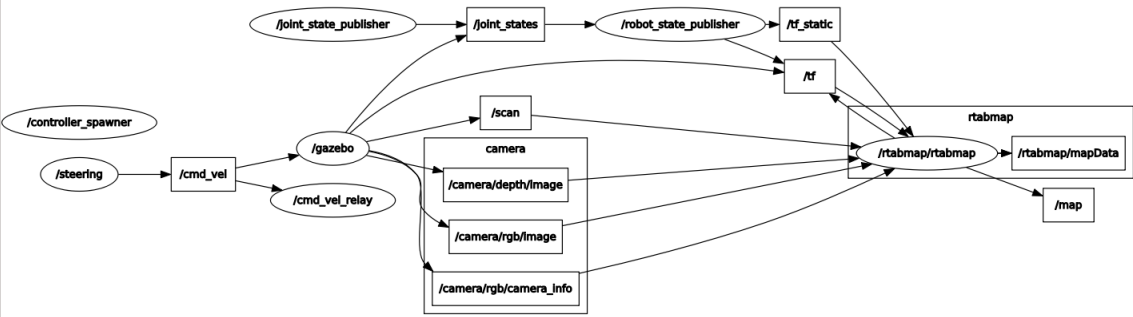 /joint_state_publisher
/joint_states
/robot_state_publisher
/tf_static
/tf
/controller_spawner
/scan
rtabmap
/gazebo
camera
/rtabmap/rtabmap
/rtabmap/mapData
/steering
/cmd_vel
/camera/depth/image
/cmd_vel_relay
/map
/camera/rgb/image
/camera/rgb/camera_info